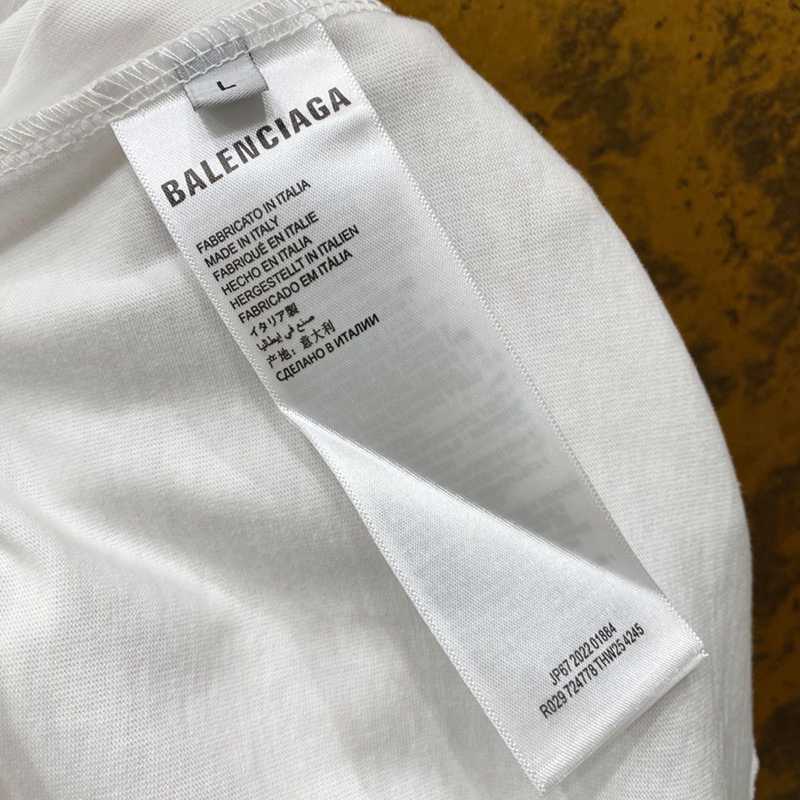 L
BALENCIAGA
FABBRICATO IN ITALIA
MADE IN ITALY
FABRIQUÉ EN ITALIE
HECHO EN ITALIA
HERGESTELLT IN ITALIEN
FABRICADO EM ITÁLIA
イタリア製
صنع في إيطاليا
产地：意大利
СДЕЛАНО В ИТАЛИИ
JP67 2022 01884
R029 724778 THW25 4245